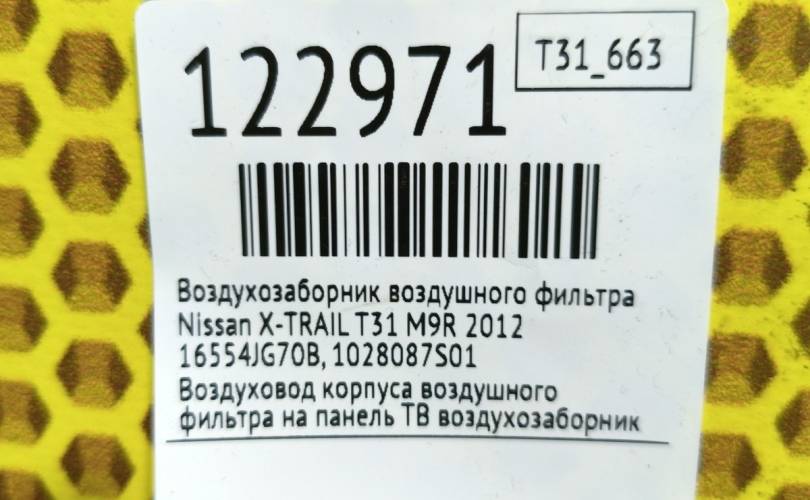 122971
T31_663
Воздухозаборник воздушного фильтра
Nissan X-TRAIL T31 M9R 2012
16554JG70B, 1028087S01
Воздуховод корпуса воздушного
фильтра на панель ТВ воздухозаборник